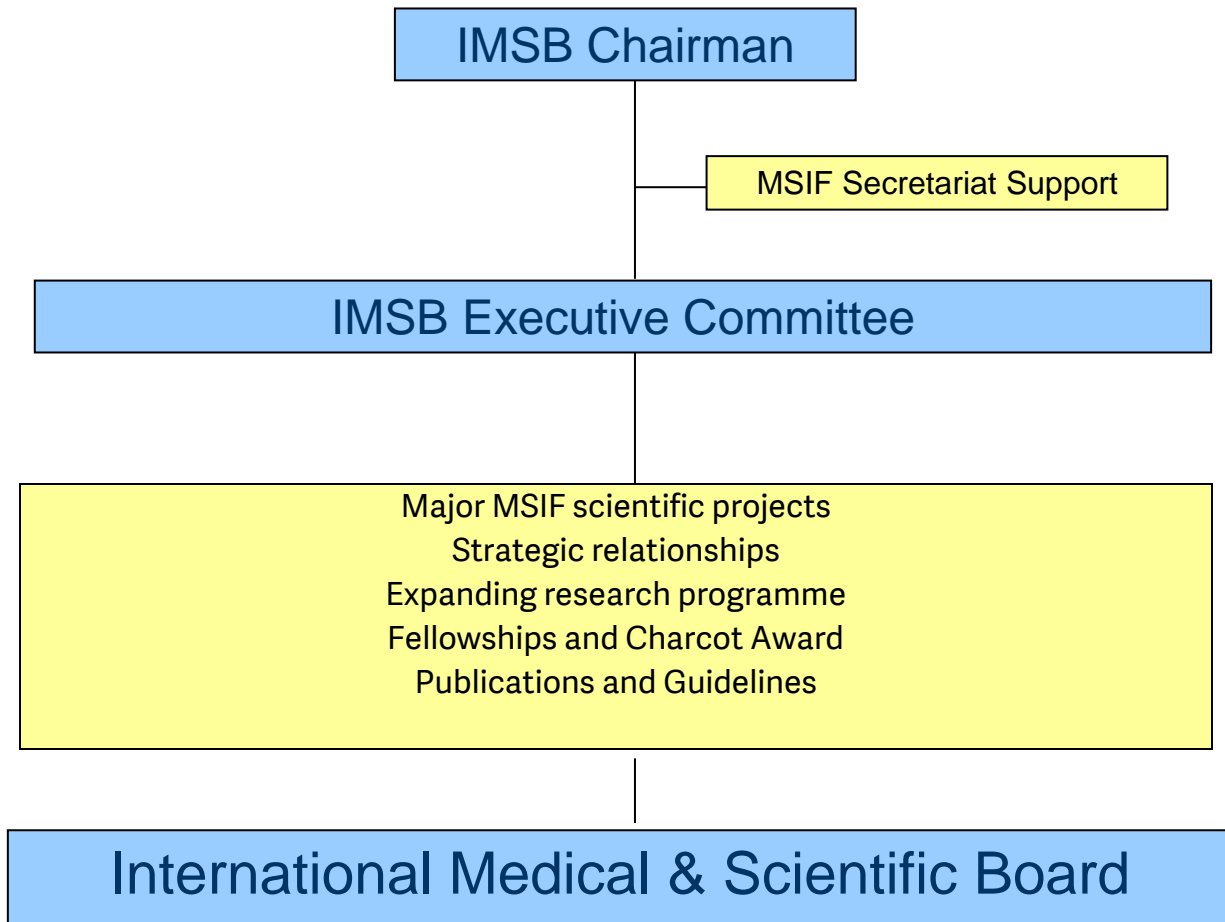 IMSB Chairman
MSIF Secretariat Support
IMSB Executive Committee
Major MSIF scientific projects
Strategic relationships
Expanding research programme
Fellowships and Charcot Award
Publications and Guidelines
International Medical & Scientific Board